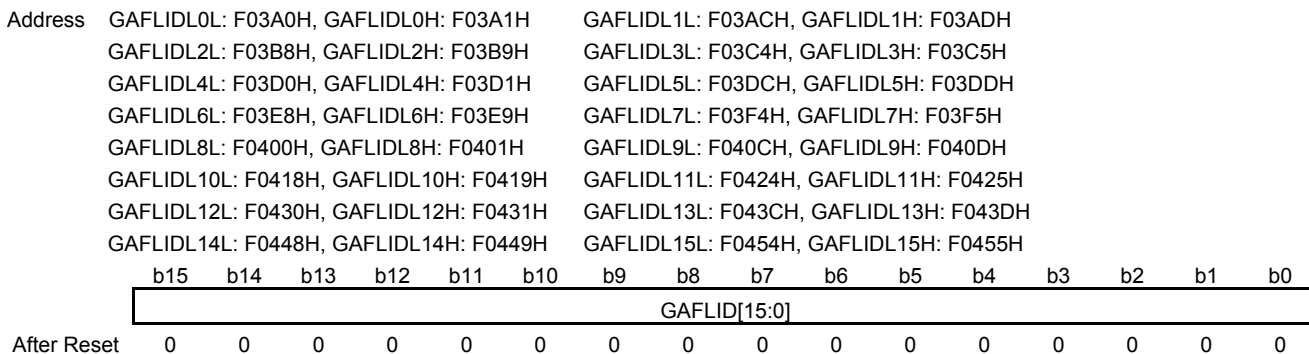 Address GAFLIDL0L: F03A0H, GAFLIDL0H: F03A1H GAFLIDL1L: F03ACH, GAFLIDL1H: F03ADH
GAFLIDL2L: F03B8H, GAFLIDL2H: F03B9H GAFLIDL3L: F03C4H, GAFLIDL3H: F03C5H
GAFLIDL4L: F03D0H, GAFLIDL4H: F03D1H GAFLIDL5L: F03DCH, GAFLIDL5H: F03DDH
GAFLIDL6L: F03E8H, GAFLIDL6H: F03E9H GAFLIDL7L: F03F4H, GAFLIDL7H: F03F5H
GAFLIDL8L: F0400H, GAFLIDL8H: F0401H GAFLIDL9L: F040CH, GAFLIDL9H: F040DH
GAFLIDL10L: F0418H, GAFLIDL10H: F0419H GAFLIDL11L: F0424H, GAFLIDL11H: F0425H
GAFLIDL12L: F0430H, GAFLIDL12H: F0431H GAFLIDL13L: F043CH, GAFLIDL13H: F043DH
GAFLIDL14L: F0448H, GAFLIDL14H: F0449H GAFLIDL15L: F0454H, GAFLIDL15H: F0455H
b15 b14 b13 b12 b11 b10 b9 b8 b7 b6 b5 b4 b3 b2 b1 b0
GAFLID[15:0]
After Reset 0 0 0 0 0 0 0 0 0 0 0 0 0 0 0 0